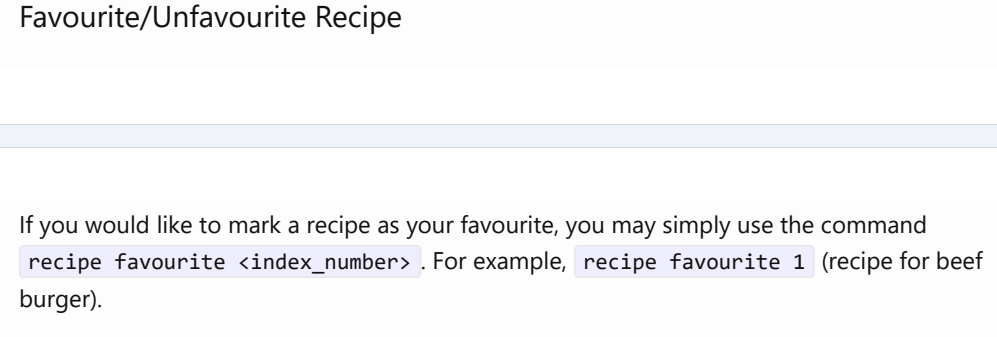 Favourite/Unfavourite Recipe
If you would like to mark a recipe as your favourite, you may simply use the command
recipe favourite <index_number> . For example, recipe favourite 1 (recipe for beef
burger).